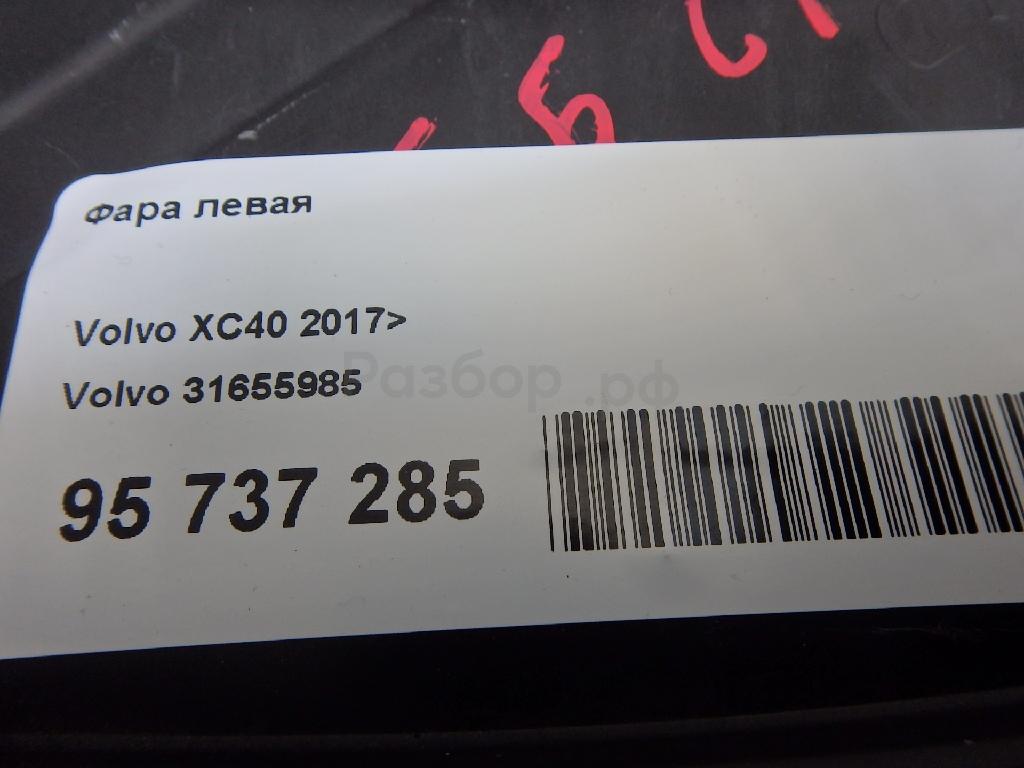 Фара левая
Volvo XC40 2017>
Volvo 31655985
Разбор.рф
95 737 285